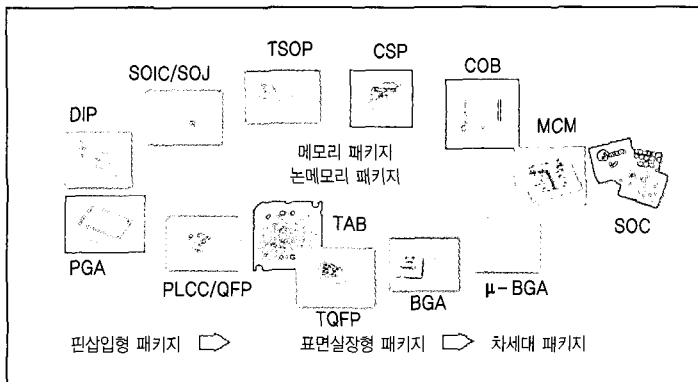 TSOP
CSP
SOIC/SOJ
COB
DIP
MCM
메모리 패키지
논메모리 패키지
SOC
TAB
PGA
PLCC/QFP
BGA
μ-BGA
TQFP
핀삽입형 패키지 표면실장형 패키지 차세대 패키지